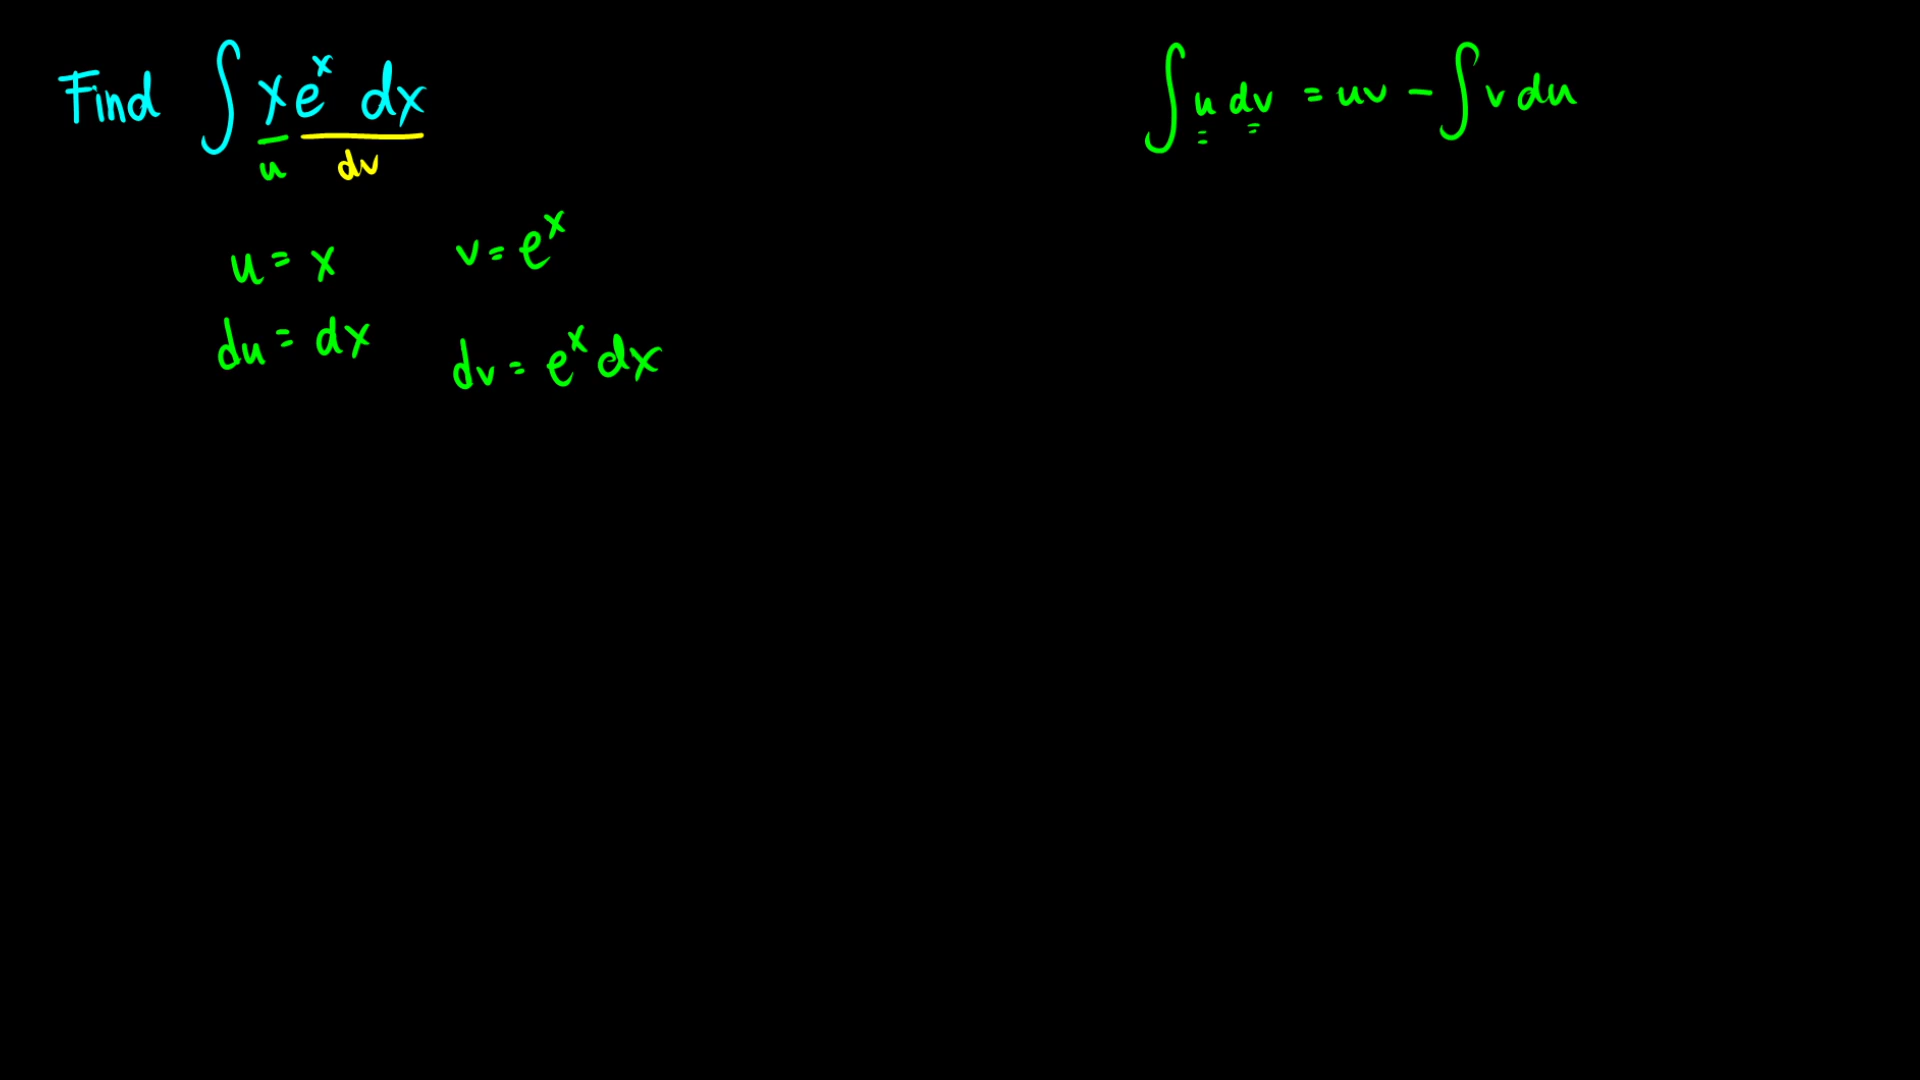 Find ∫ x e^x dx
u dv
u = x
du = dx
v = e^x
dv = e^x dx
∫ u dv = uv − ∫ v du